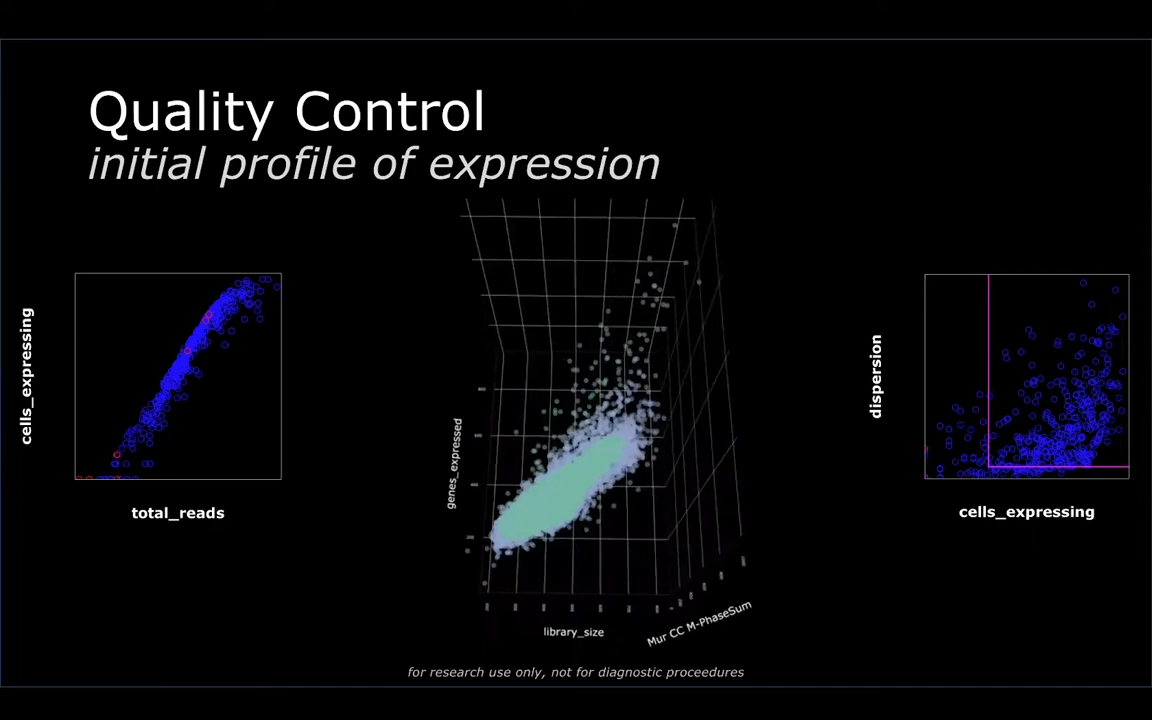 Quality Control
initial profile of expression
cells_expressing
total_reads
genes_expressed
library_size
Mur CC M-PhaseSum
dispersion
cells_expressing
for research use only, not for diagnostic proceedures